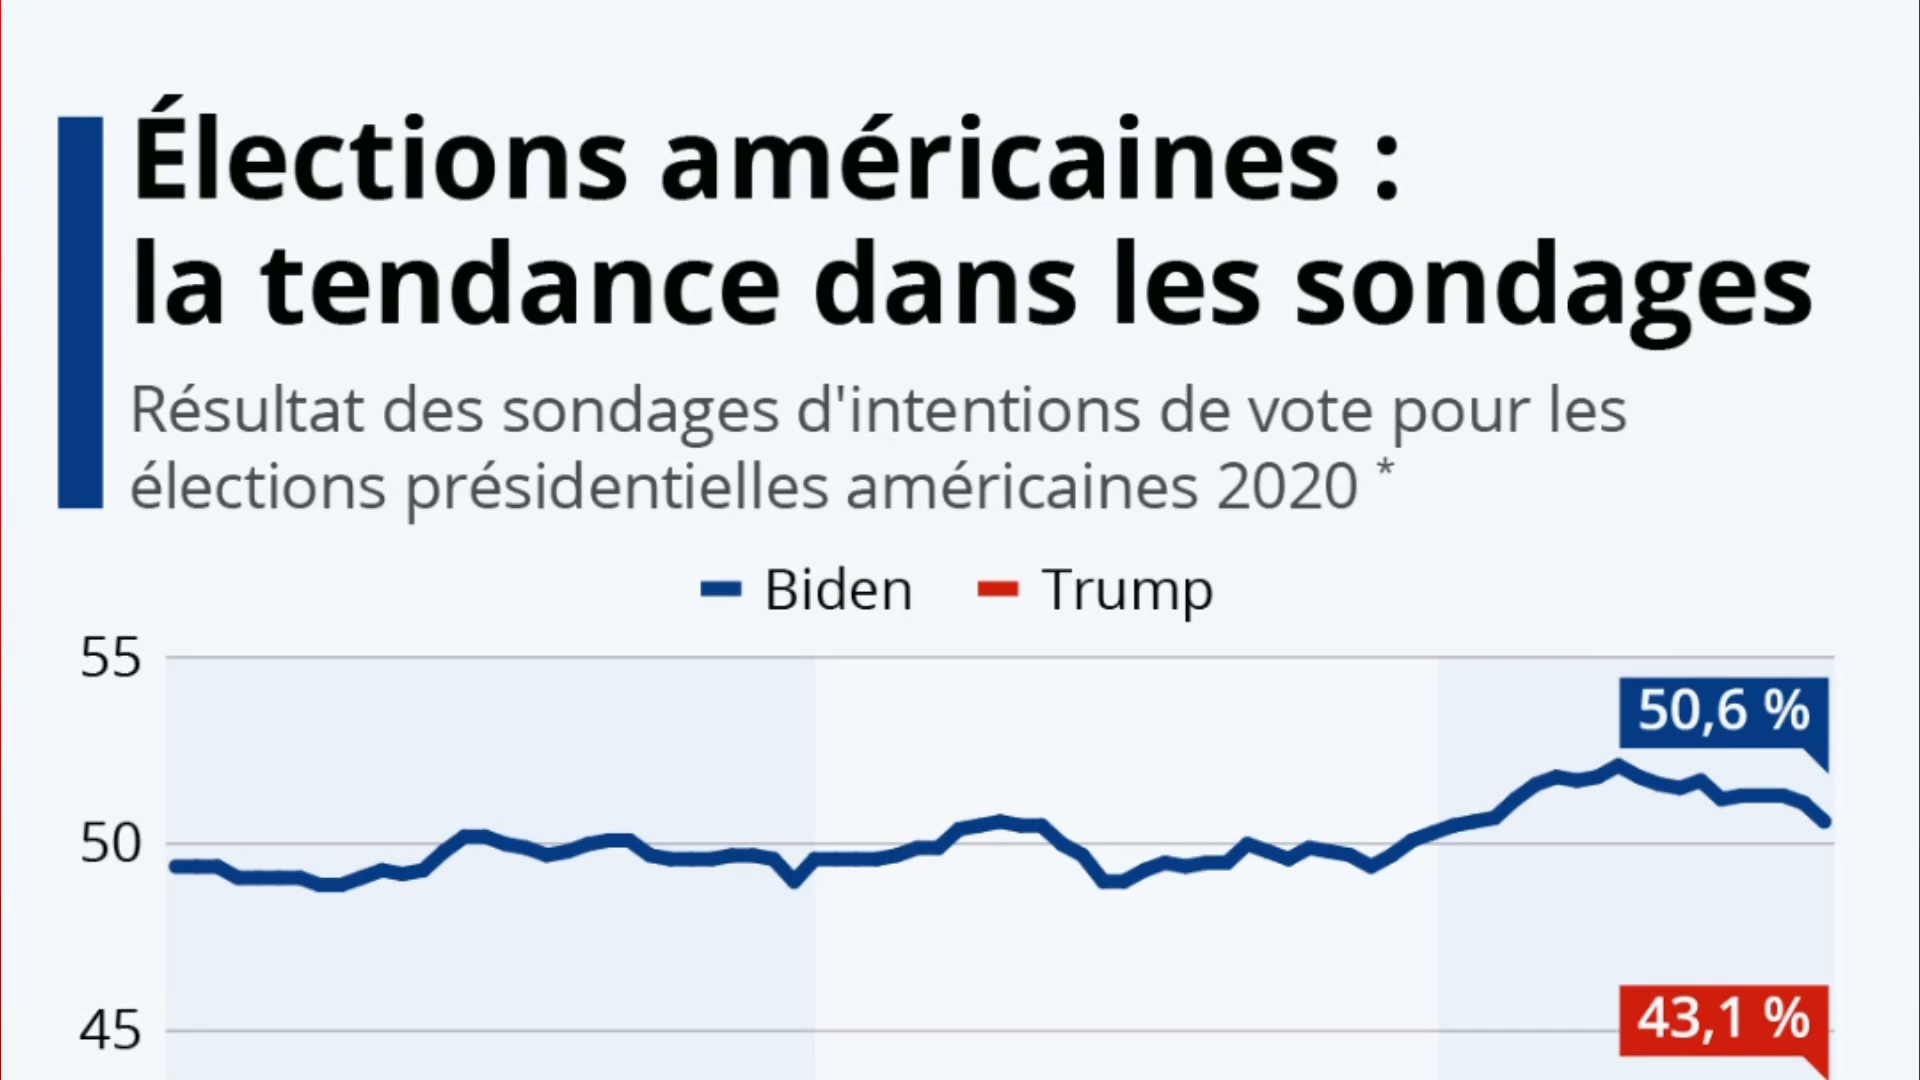 Élections américaines :
la tendance dans les sondages
Résultat des sondages d'intentions de vote pour les
élections présidentielles américaines 2020 *
Biden Trump
55
50,6 %
50
45
43,1 %